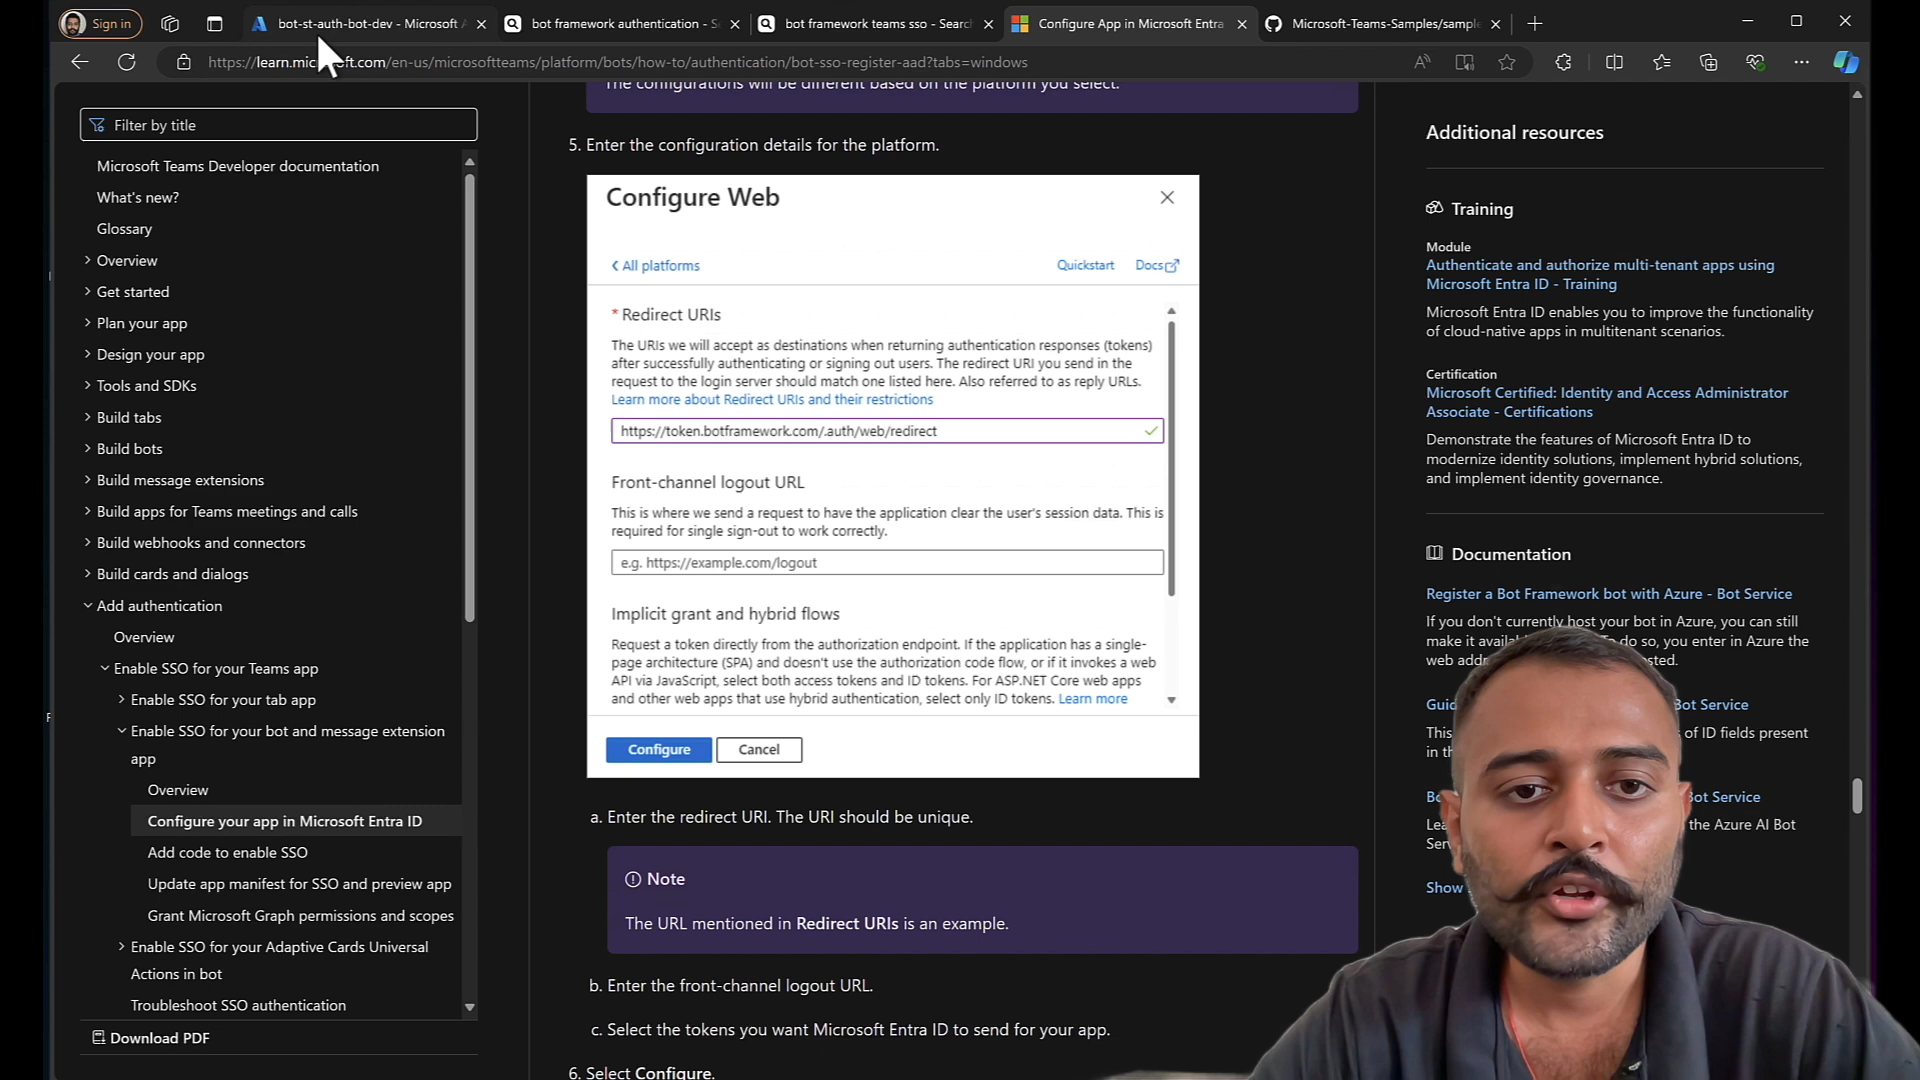 Sign in
bot-st-auth-bot-dev - Microsoft A
bot framework authentication - Se
bot framework teams sso - Search
Configure App in Microsoft Entra
Microsoft-Teams-Samples/sample
https://learn.microsoft.com/en-us/microsoftteams/platform/bots/how-to/authentication/bot-sso-register-aad?tabs=windows
Filter by title
Microsoft Teams Developer documentation
What's new?
Glossary
Overview
Get started
Plan your app
Design your app
Tools and SDKs
Build tabs
Build bots
Build message extensions
Build apps for Teams meetings and calls
Build webhooks and connectors
Build cards and dialogs
Add authentication
Overview
Enable SSO for your Teams app
Enable SSO for your tab app
Enable SSO for your bot and message extension
app
Overview
Configure your app in Microsoft Entra ID
Add code to enable SSO
Update app manifest for SSO and preview app
Grant Microsoft Graph permissions and scopes
Enable SSO for your Adaptive Cards Universal
Actions in bot
Troubleshoot SSO authentication
Download PDF
The configurations will be different based on the platform you select.
5. Enter the configuration details for the platform.
Configure Web
All platforms
Quickstart Docs
* Redirect URIs
The URIs we will accept as destinations when returning authentication responses (tokens)
after successfully authenticating or signing out users. The redirect URI you send in the
request to the login server should match one listed here. Also referred to as reply URLs.
Learn more about Redirect URIs and their restrictions
https://token.botframework.com/.auth/web/redirect
Front-channel logout URL
This is where we send a request to have the application clear the user's session data. This is
required for single sign-out to work correctly.
e.g. https://example.com/logout
Implicit grant and hybrid flows
Request a token directly from the authorization endpoint. If the application has a single-
page architecture (SPA) and doesn't use the authorization code flow, or if it invokes a web
API via JavaScript, select both access tokens and ID tokens. For ASP.NET Core web apps
and other web apps that use hybrid authentication, select only ID tokens. Learn more
Configure
Cancel
a. Enter the redirect URI. The URI should be unique.
Note
The URL mentioned in Redirect URIs is an example.
b. Enter the front-channel logout URL.
c. Select the tokens you want Microsoft Entra ID to send for your app.
6. Select Configure.
Additional resources
Training
Module
Authenticate and authorize multi-tenant apps using
Microsoft Entra ID - Training
Microsoft Entra ID enables you to improve the functionality
of cloud-native apps in multitenant scenarios.
Certification
Microsoft Certified: Identity and Access Administrator
Associate - Certifications
Demonstrate the features of Microsoft Entra ID to
modernize identity solutions, implement hybrid solutions,
and implement identity governance.
Documentation
Register a Bot Framework bot with Azure - Bot Service
If you don't currently host your bot in Azure, you can still
make it so, you enter in Azure the
web
Bot Service
This of ID fields present
in
Bot Service
the Azure AI Bot
Show